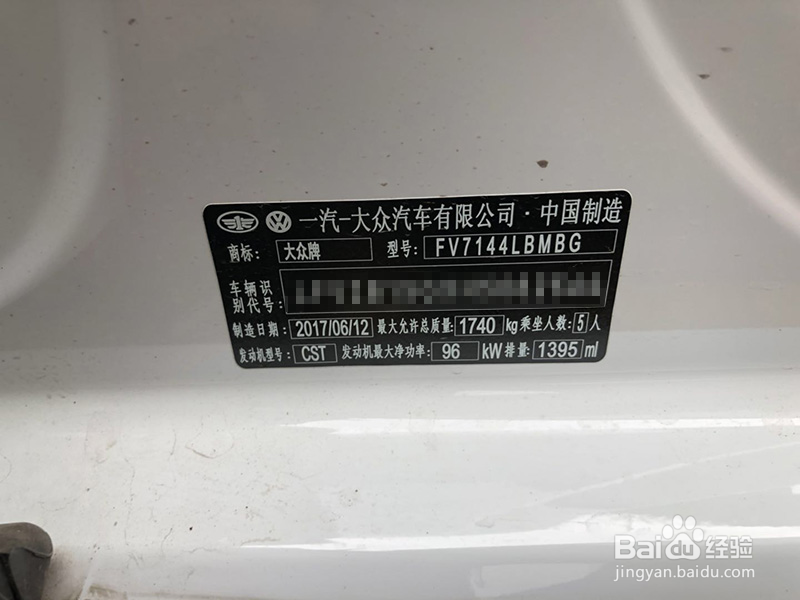 一汽-大众汽车有限公司·中国制造
商标: 大众牌 型号: FV7144LBMBG
车辆识
别代号:
制造日期: 2017/06/12 最大允许总质量: 1740 kg 乘坐人数: 5 人
发动机型号: CST 发动机最大净功率: 96 kW 排量: 1395 ml
Baidu经验
jingyan.baidu.com